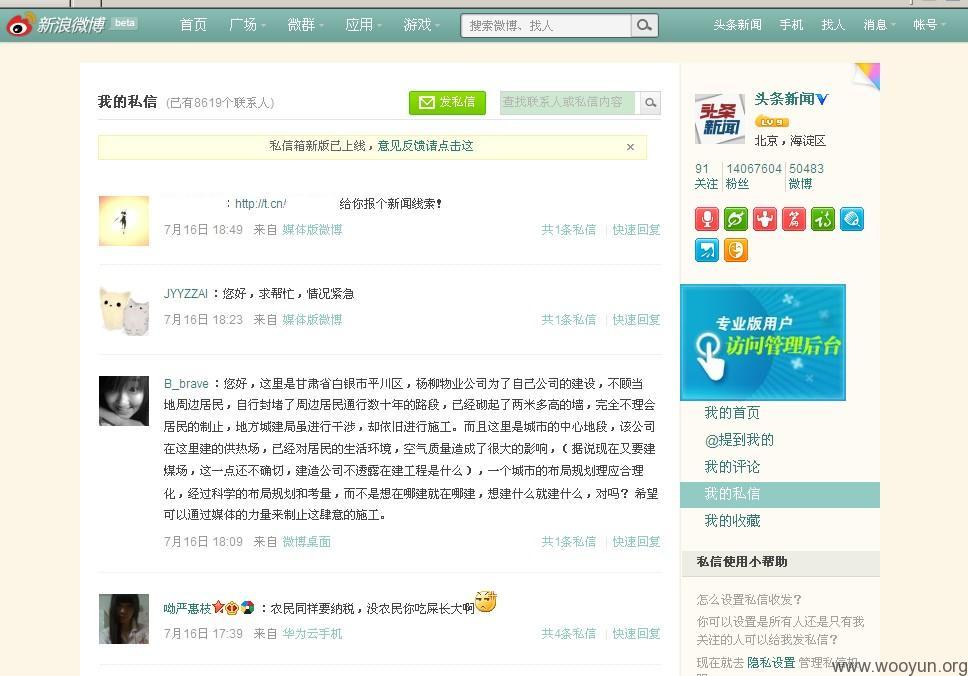 新浪微博 beta
首页 广场 微群 应用 游戏 搜索微博、找人 头条新闻 手机 找人 消息 帐号
我的私信 (已有8619个联系人) 发私信 查找联系人或私信内容
私信箱新版已上线，意见反馈请点击这 ×
：http://t.cn/ 给你报个新闻线索！
7月16日 18:49 来自 媒体版微博 共1条私信 | 快速回复
JYYZZAI ：您好，求帮忙，情况紧急
7月16日 18:23 来自 媒体版微博 共1条私信 | 快速回复
B_brave ：您好，这里是甘肃省白银市平川区，杨柳物业公司为了自己公司的建设，不顾当
地周边居民，自行封堵了周边居民通行数十年的路段，已经砌起了两米多高的墙，完全不理会
居民的制止，地方城建局虽进行干涉，却依旧进行施工。而且这里是城市的中心地段，该公司
在这里建的供热场，已经对居民的生活环境，空气质量造成了很大的影响，（据说现在又要建
煤场，这一点还不确切，建造公司不透露在建工程是什么），一个城市的布局规划理应合理
化，经过科学的布局规划和考量，而不是想在哪建就在哪建，想建什么就建什么，对吗？希望
可以通过媒体的力量来制止这肆意的施工。
7月16日 18:09 来自 微博桌面 共1条私信 | 快速回复
呦严惠枝 ：农民同样要纳税，没农民你吃屎长大啊
7月16日 17:39 来自 华为云手机 共4条私信 | 快速回复
头条
新闻
头条新闻
LV 9
北京，海淀区
91 14067604 50483
关注 粉丝 微博
专业版用户
访问管理后台
我的首页
@提到我的
我的评论
我的私信
我的收藏
私信使用小帮助
怎么设置私信收发？
你可以设置是所有人还是只有我
关注的人可以给我发私信？
现在就去 隐私设置 管理私信
www.wooyun.org